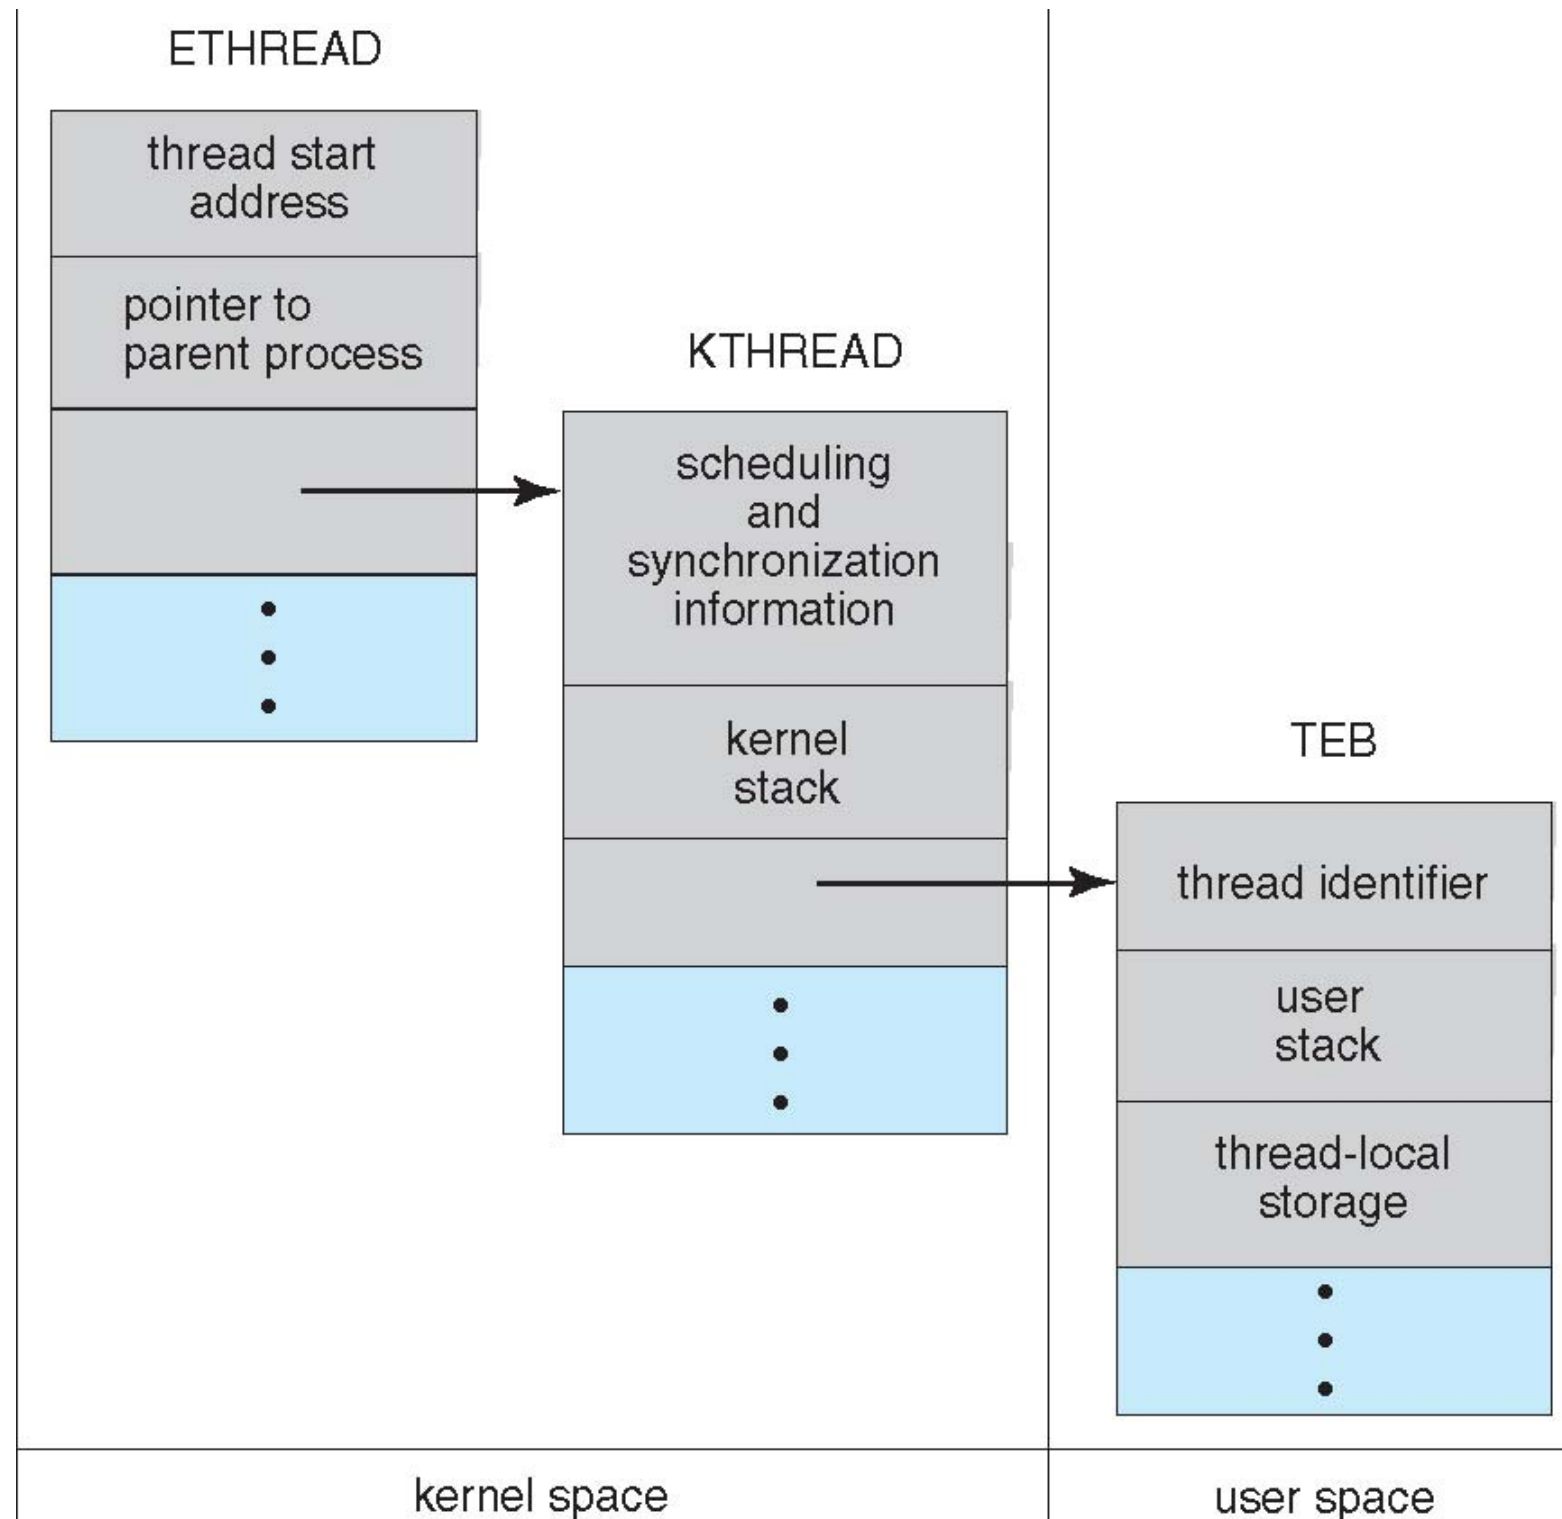 ETHREAD
thread start
address
pointer to
parent process
KTHREAD
scheduling
and
synchronization
information
kernel
stack
TEB
thread identifier
user
stack
thread-local
storage
kernel space
user space